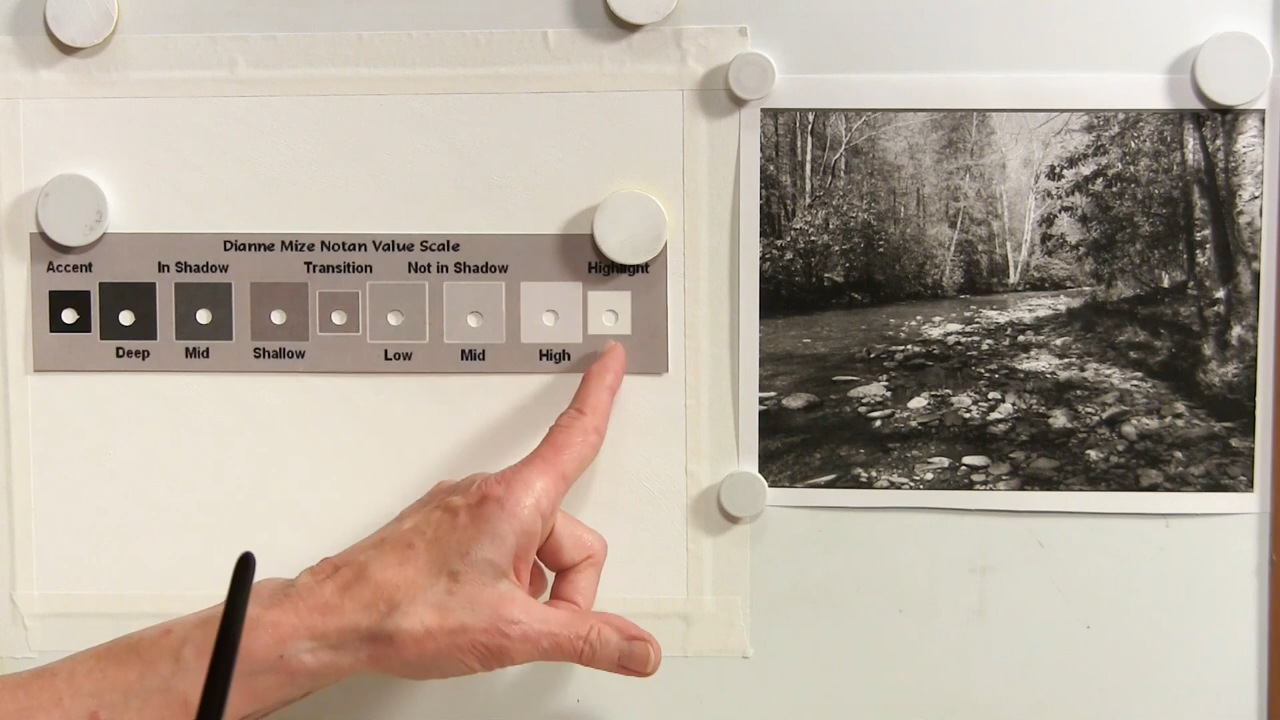 Dianne Mize Notan Value Scale
Accent In Shadow Transition Not in Shadow Highlight
Deep Mid Shallow Low Mid High